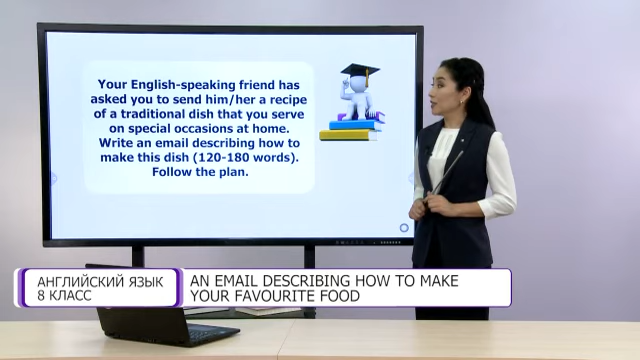 Your English-speaking friend has
asked you to send him/her a recipe
of a traditional dish that you serve
on special occasions at home.
Write an email describing how to
make this dish (120-180 words).
Follow the plan.
АНГЛИЙСКИЙ ЯЗЫК
8 КЛАСС
AN EMAIL DESCRIBING HOW TO MAKE
YOUR FAVOURITE FOOD